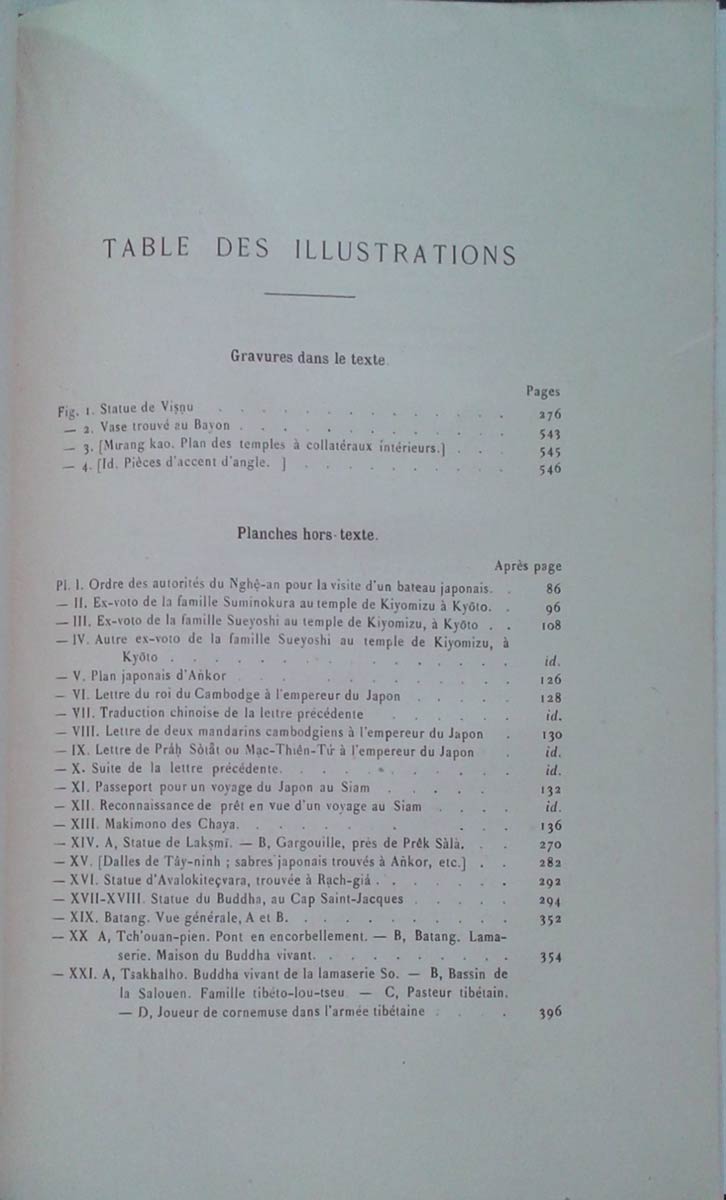 TABLE DES ILLUSTRATIONS
Gravures dans le texte
Pages
Fig. 1. Statue de Viṣṇu . . . . . . . . . . . . 276
— 2. Vase trouvé au Bayon . . . . . . . . . . . 543
— 3. [Mưang kao. Plan des temples à collatéraux intérieurs.] . . . 545
— 4. [Id. Pièces d'accent d'angle. ] . . . . . . . . 546
Planches hors-texte.
Après page
Pl. I. Ordre des autorités du Nghệ-an pour la visite d'un bateau japonais. . 86
— II. Ex-voto de la famille Suminokura au temple de Kiyomizu à Kyōto. . 96
— III. Ex-voto de la famille Sueyoshi au temple de Kiyomizu, à Kyōto . . 108
— IV. Autre ex-voto de la famille Sueyoshi au temple de Kiyomizu, à
Kyōto . . . . . . . . . . . . id.
— V. Plan japonais d'Aṅkor . . . . . . . . . . 126
— VI. Lettre du roi du Cambodge à l'empereur du Japon . . . . . 128
— VII. Traduction chinoise de la lettre précédente . . . . . . id.
— VIII. Lettre de deux mandarins cambodgiens à l'empereur du Japon . 130
— IX. Lettre de Práḥ Sòtằt ou Mạc-Thiên-Tứ à l'empereur du Japon . id.
— X. Suite de la lettre précédente. . . . . . . . . id.
— XI. Passeport pour un voyage du Japon au Siam . . . . . 132
— XII. Reconnaissance de prêt en vue d'un voyage au Siam . . . . id.
— XIII. Makimono des Chaya. . . . . . . . . . 136
— XIV. A, Statue de Lakṣmī. — B, Gargouille, près de Prêk Sàlà. . . 270
— XV. [Dalles de Tây-ninh ; sabres japonais trouvés à Aṅkor, etc.] . . 282
— XVI. Statue d'Avalokiteçvara, trouvée à Rạch-giá . . . . . . 292
— XVII-XVIII. Statue du Buddha, au Cap Saint-Jacques . . . . . 294
— XIX. Batang. Vue générale, A et B. . . . . . . . . . 352
— XX A, Tch'ouan-pien. Pont en encorbellement. — B, Batang. Lama-
serie. Maison du Buddha vivant. . . . . . . . . 354
— XXI. A, Tsakhalho. Buddha vivant de la lamaserie So. — B, Bassin de
la Salouen. Famille tibéto-lou-tseu — C, Pasteur tibétain.
— D, Joueur de cornemuse dans l'armée tibétaine . . . 396